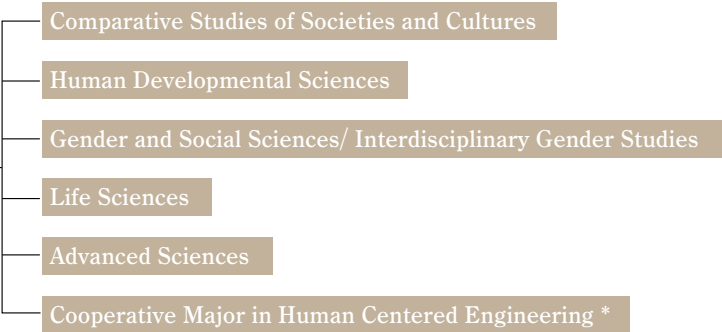 Comparative Studies of Societies and Cultures
Human Developmental Sciences
Gender and Social Sciences/ Interdisciplinary Gender Studies
Life Sciences
Advanced Sciences
Cooperative Major in Human Centered Engineering *